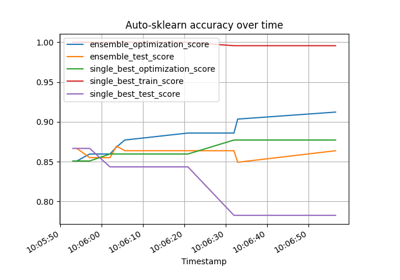 Auto-sklearn accuracy over time
1.00
0.95
0.90
0.85
0.80
ensemble_optimization_score
ensemble_test_score
single_best_optimization_score
single_best_train_score
single_best_test_score
10:05:50
10:06:00
10:06:10
10:06:20
10:06:30
10:06:40
10:06:50
Timestamp